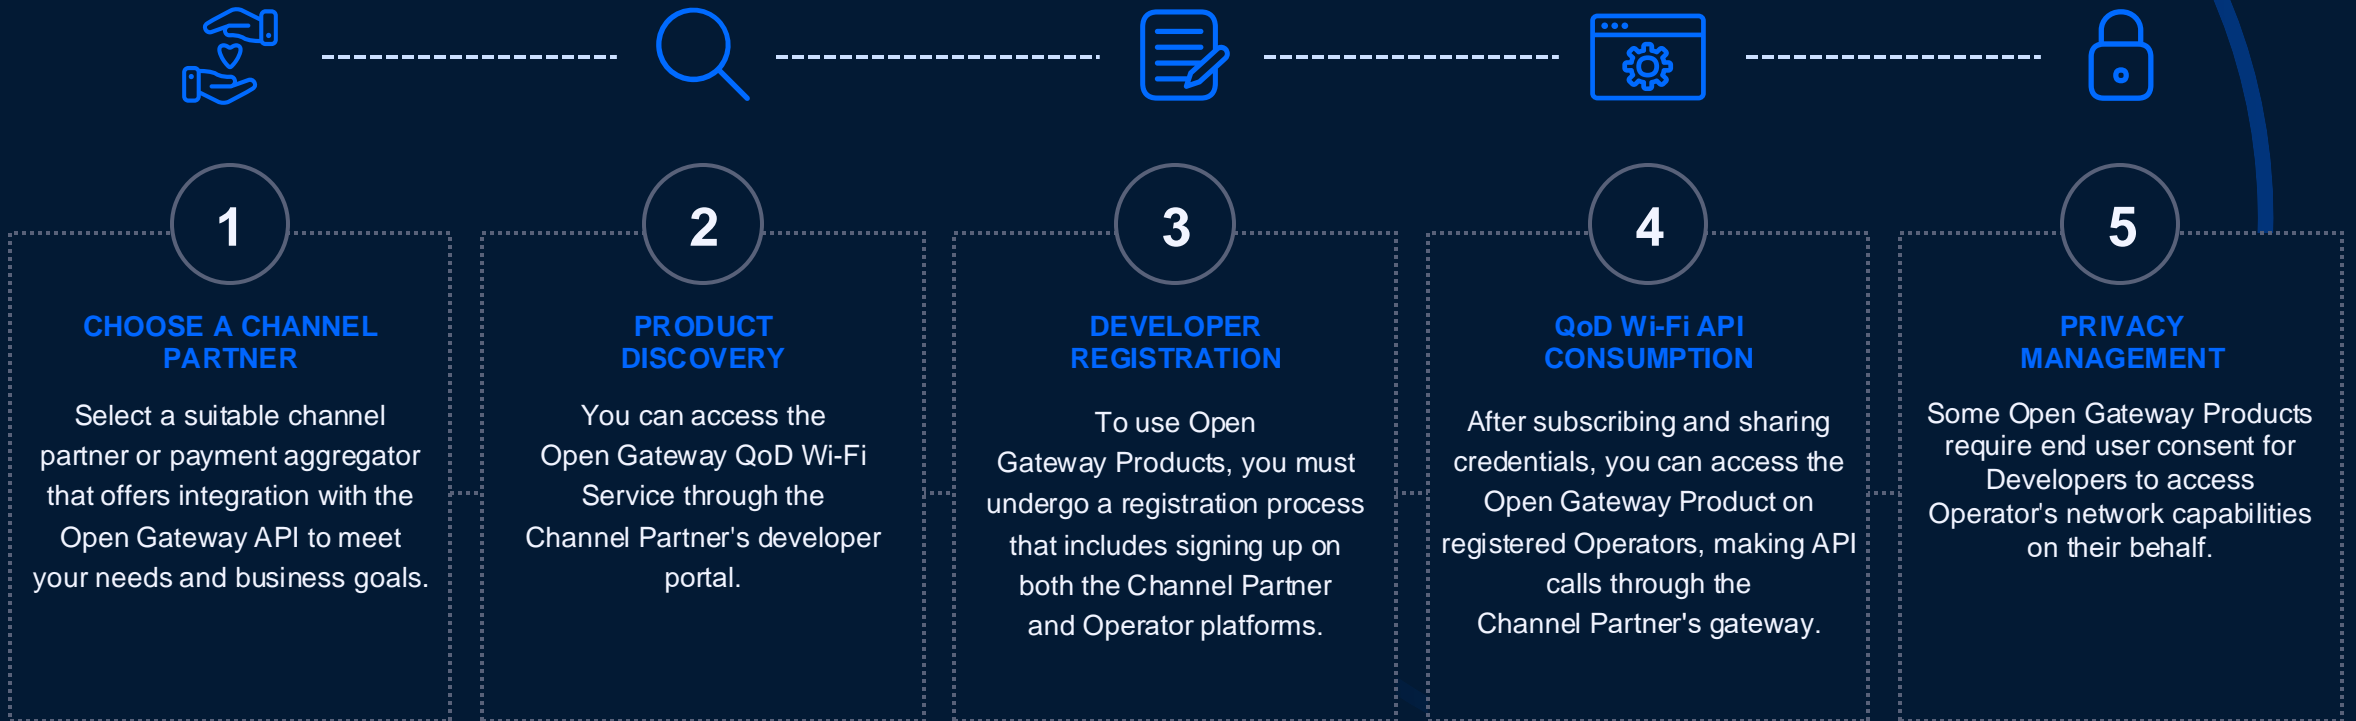 1
CHOOSE A CHANNEL
PARTNER
Select a suitable channel
partner or payment aggregator
that offers integration with the
Open Gateway API to meet
your needs and business goals.
2
PRODUCT
DISCOVERY
You can access the
Open Gateway QoD Wi-Fi
Service through the
Channel Partner's developer
portal.
3
DEVELOPER
REGISTRATION
To use Open
Gateway Products, you must
undergo a registration process
that includes signing up on
both the Channel Partner
and Operator platforms.
4
QoD Wi-Fi API
CONSUMPTION
After subscribing and sharing
credentials, you can access the
Open Gateway Product on
registered Operators, making API
calls through the
Channel Partner's gateway.
5
PRIVACY
MANAGEMENT
Some Open Gateway Products
require end user consent for
Developers to access
Operator's network capabilities
on their behalf.